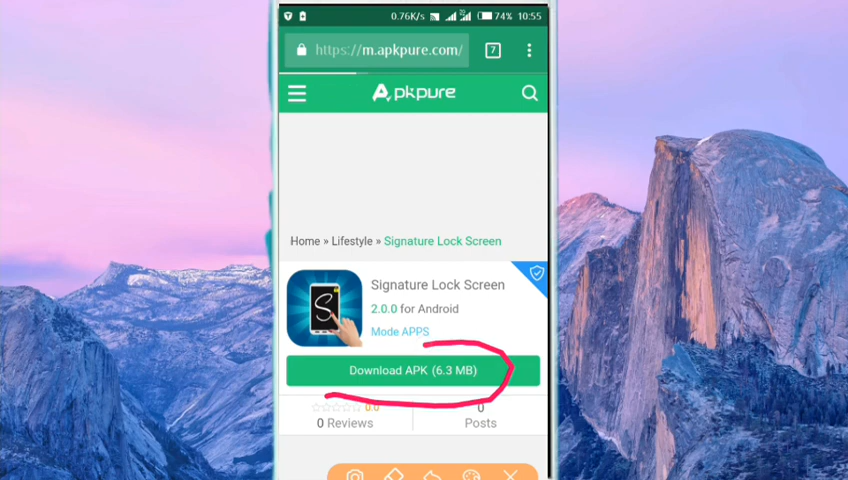 0.76K/s 74% 10:55
https://m.apkpure.com/ 7
Apkpure
Home » Lifestyle » Signature Lock Screen
Signature Lock Screen
2.0.0 for Android
Mode APPS
Download APK (6.3 MB)
0.0 0
0 Reviews Posts